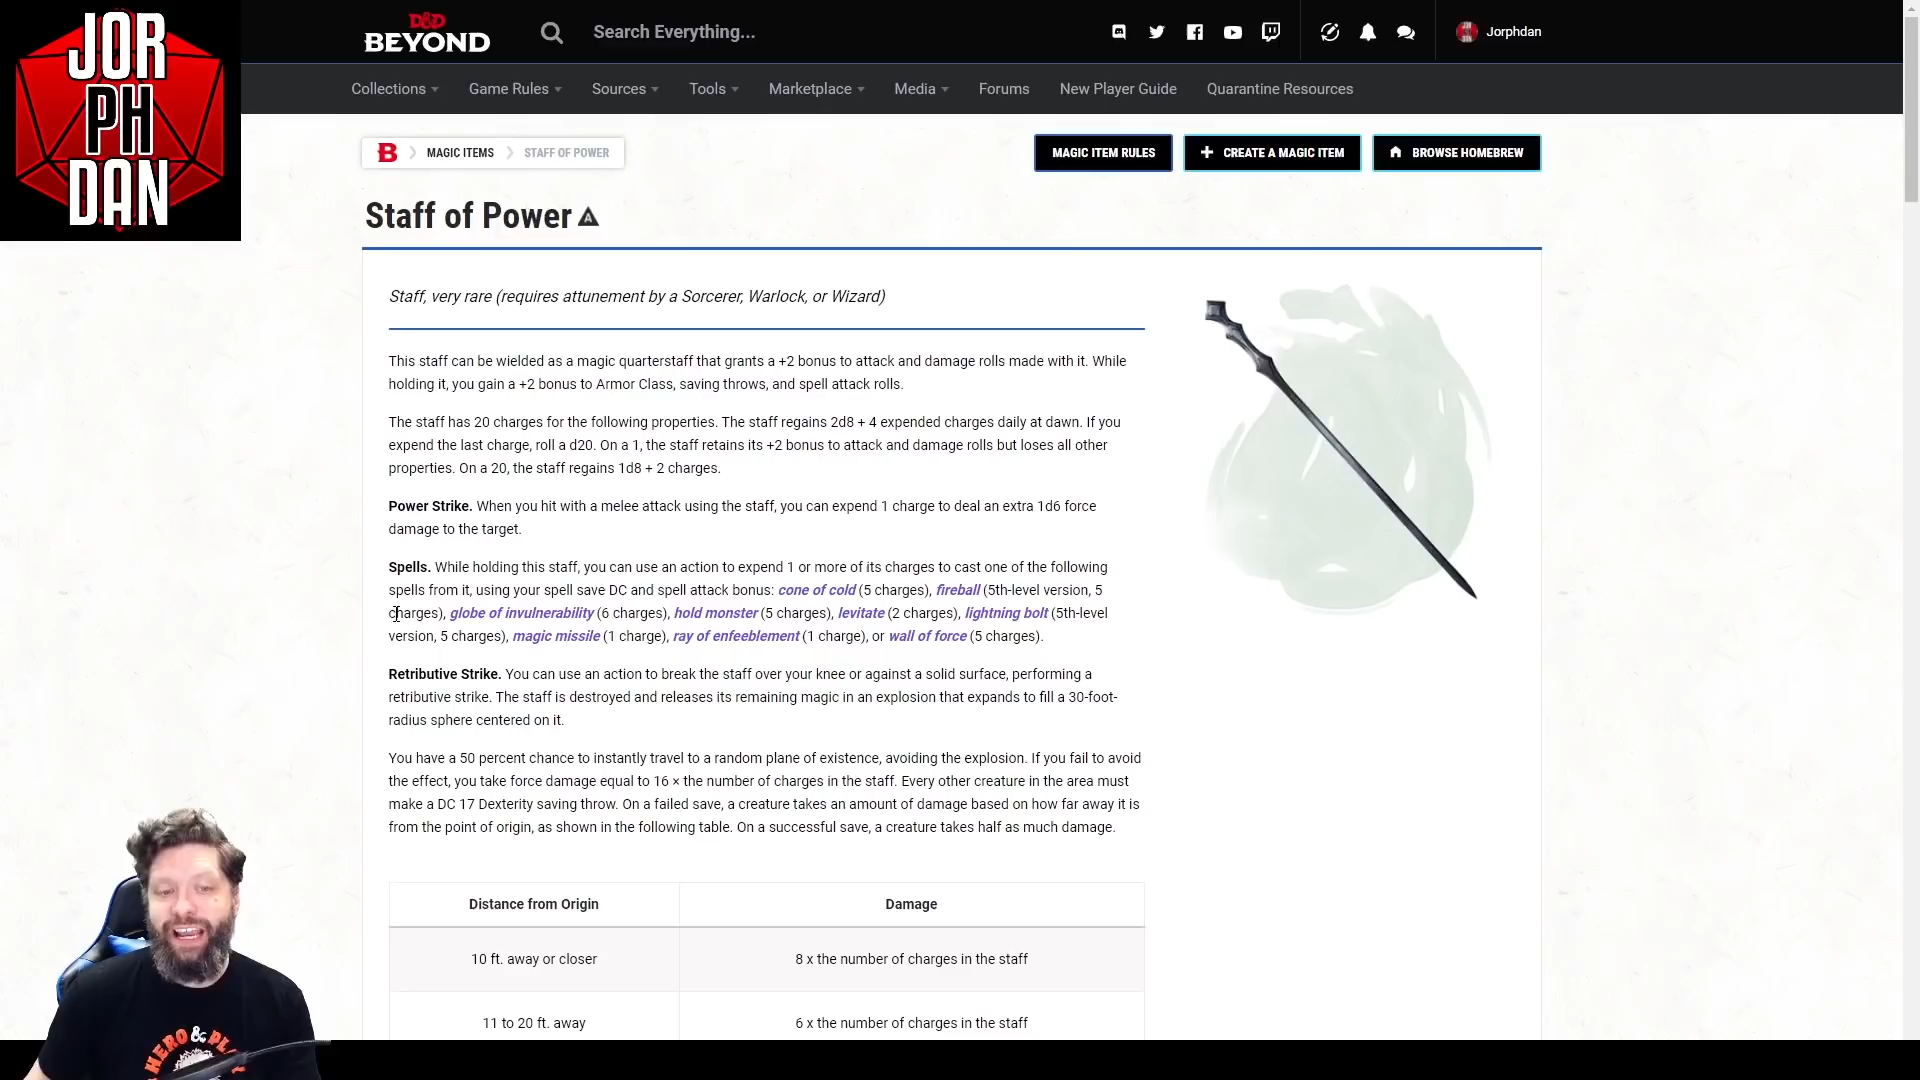 JOR
PH
DAN
D&D
BEYOND
Search Everything...
Jorphdan
Collections
Game Rules
Sources
Tools
Marketplace
Media
Forums
New Player Guide
Quarantine Resources
B
MAGIC ITEMS
STAFF OF POWER
MAGIC ITEM RULES
+ CREATE A MAGIC ITEM
BROWSE HOMEBREW
Staff of Power A
Staff, very rare (requires attunement by a Sorcerer, Warlock, or Wizard)
This staff can be wielded as a magic quarterstaff that grants a +2 bonus to attack and damage rolls made with it. While
holding it, you gain a +2 bonus to Armor Class, saving throws, and spell attack rolls.
The staff has 20 charges for the following properties. The staff regains 2d8 + 4 expended charges daily at dawn. If you
expend the last charge, roll a d20. On a 1, the staff retains its +2 bonus to attack and damage rolls but loses all other
properties. On a 20, the staff regains 1d8 + 2 charges.
Power Strike. When you hit with a melee attack using the staff, you can expend 1 charge to deal an extra 1d6 force
damage to the target.
Spells. While holding this staff, you can use an action to expend 1 or more of its charges to cast one of the following
spells from it, using your spell save DC and spell attack bonus: cone of cold (5 charges), fireball (5th-level version, 5
charges), globe of invulnerability (6 charges), hold monster (5 charges), levitate (2 charges), lightning bolt (5th-level
version, 5 charges), magic missile (1 charge), ray of enfeeblement (1 charge), or wall of force (5 charges).
Retributive Strike. You can use an action to break the staff over your knee or against a solid surface, performing a
retributive strike. The staff is destroyed and releases its remaining magic in an explosion that expands to fill a 30-foot-
radius sphere centered on it.
You have a 50 percent chance to instantly travel to a random plane of existence, avoiding the explosion. If you fail to avoid
the effect, you take force damage equal to 16 × the number of charges in the staff. Every other creature in the area must
make a DC 17 Dexterity saving throw. On a failed save, a creature takes an amount of damage based on how far away it is
from the point of origin, as shown in the following table. On a successful save, a creature takes half as much damage.
Distance from Origin
Damage
10 ft. away or closer
8 x the number of charges in the staff
11 to 20 ft. away
6 x the number of charges in the staff
HERO &